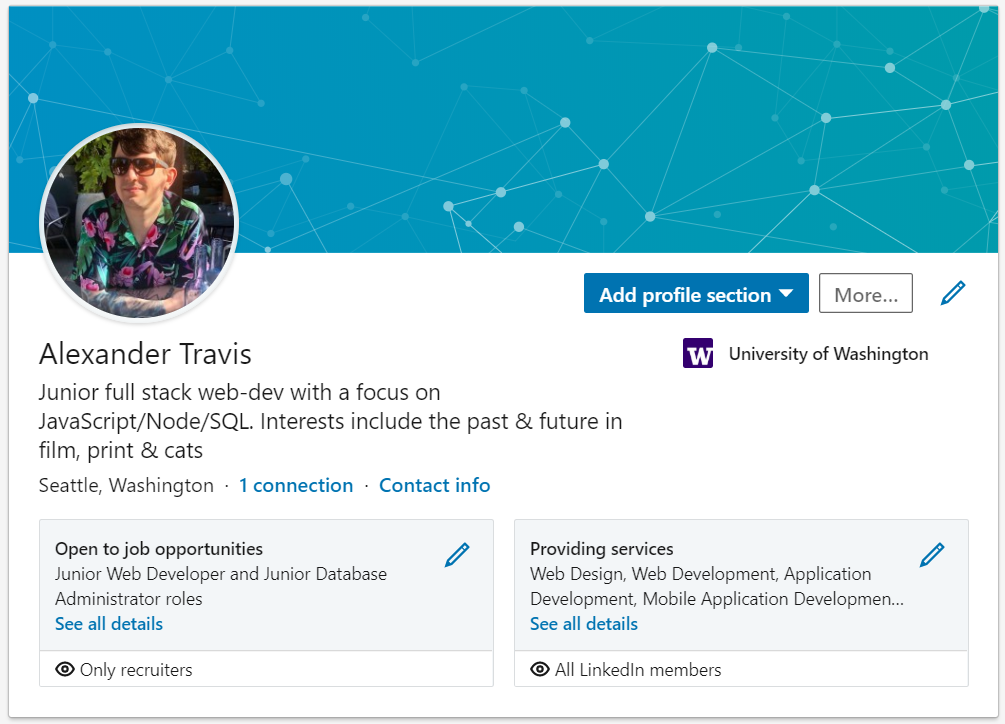 Add profile section
More...
Alexander Travis
W
University of Washington
Junior full stack web-dev with a focus on
JavaScript/Node/SQL. Interests include the past & future in
film, print & cats
Seattle, Washington · 1 connection · Contact info
Open to job opportunities
Junior Web Developer and Junior Database
Administrator roles
See all details
Only recruiters
Providing services
Web Design, Web Development, Application
Development, Mobile Application Developmen...
See all details
All LinkedIn members